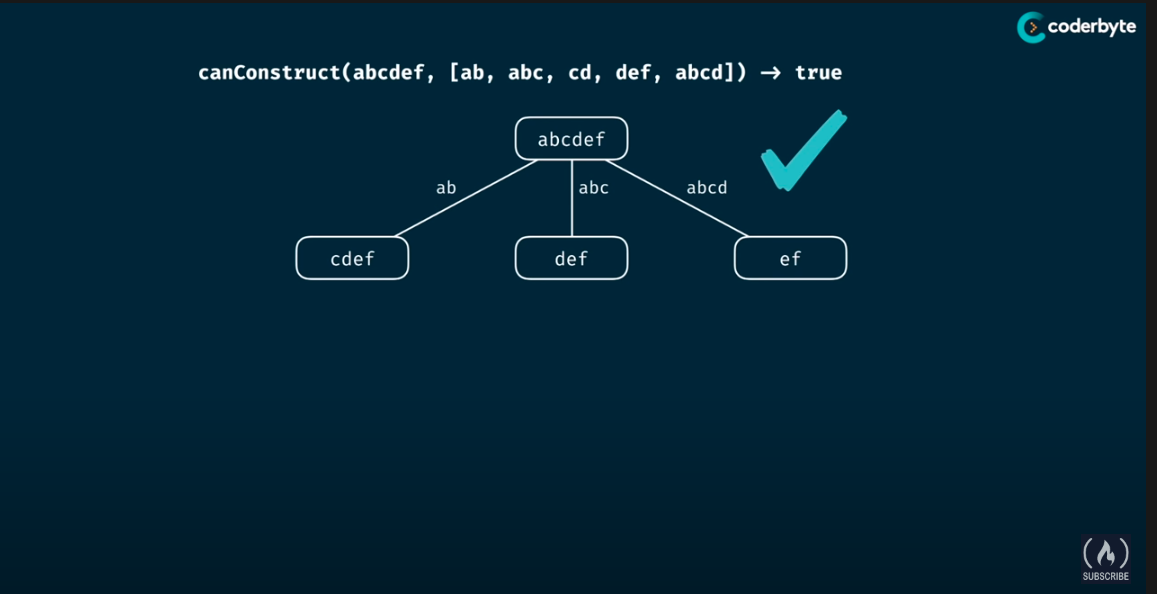 coderbyte
canConstruct(abcdef, [ab, abc, cd, def, abcd]) → true
abcdef
ab
abc
abcd
cdef
def
ef
SUBSCRIBE